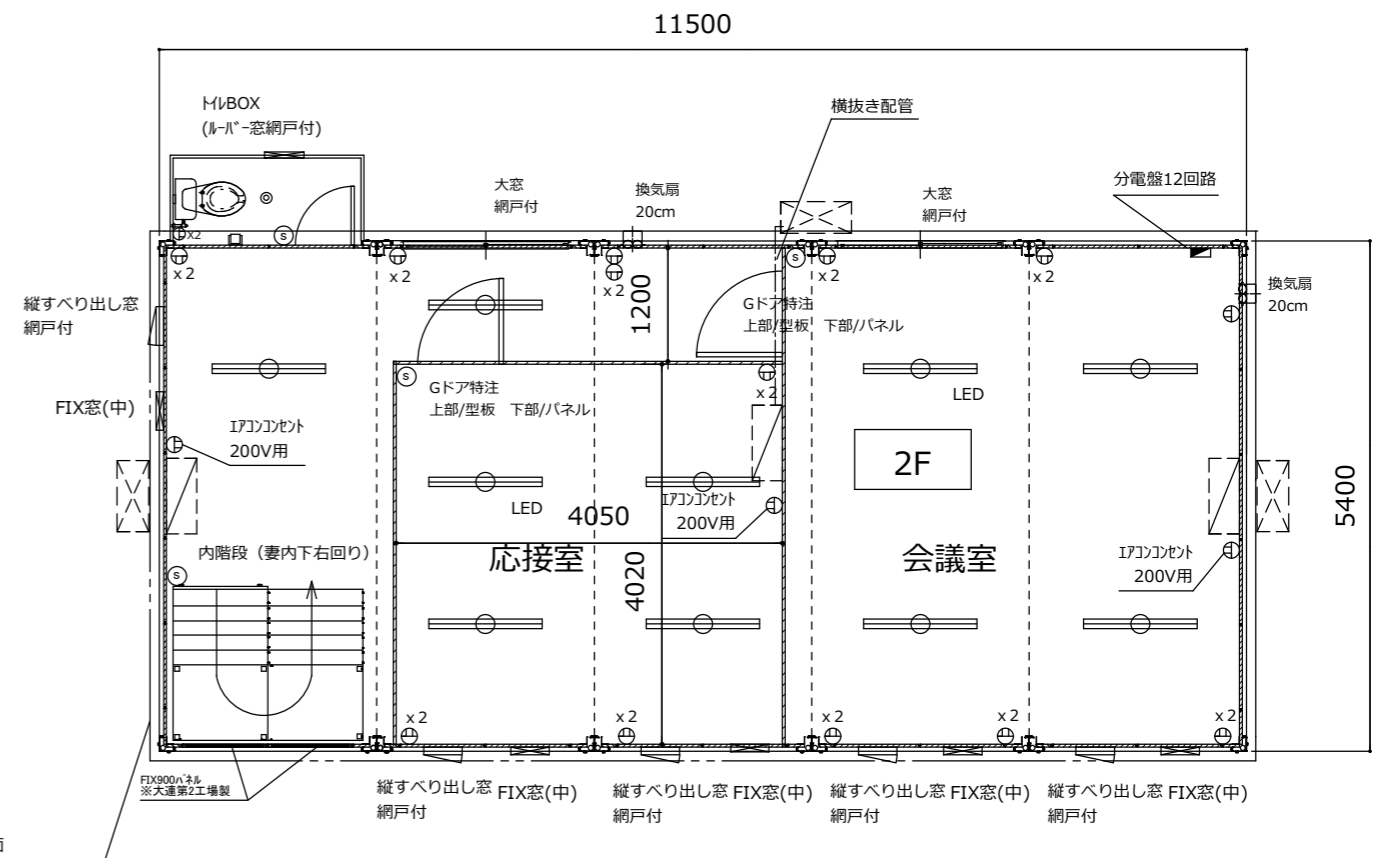 11500
ﾄｲﾚBOX
(ﾙｰﾊﾞｰ窓網戸付)
横抜き配管
分電盤12回路
大窓
網戸付
換気扇
20cm
大窓
網戸付
x2
S
x２
x２
x２
S
x２
x２
縦すべり出し窓
網戸付
1200
Gドア特注
上部/型板　下部/パネル
換気扇
20cm
S
Gドア特注
上部/型板　下部/パネル
x２
LED
FIX窓(中)
ｴｱｺﾝｺﾝｾﾝﾄ
200V用
2F
LED
4050
ｴｱｺﾝｺﾝｾﾝﾄ
200V用
5400
内階段（妻内下右回り）
応接室
会議室
ｴｱｺﾝｺﾝｾﾝﾄ
200V用
4020
S
x２
x２
x２
x２
x２
FIX900ﾊﾟﾈﾙ
※大連第2工場製
縦すべり出し窓
網戸付
FIX窓(中)
縦すべり出し窓
網戸付
FIX窓(中)
縦すべり出し窓
網戸付
FIX窓(中)
縦すべり出し窓
網戸付
FIX窓(中)